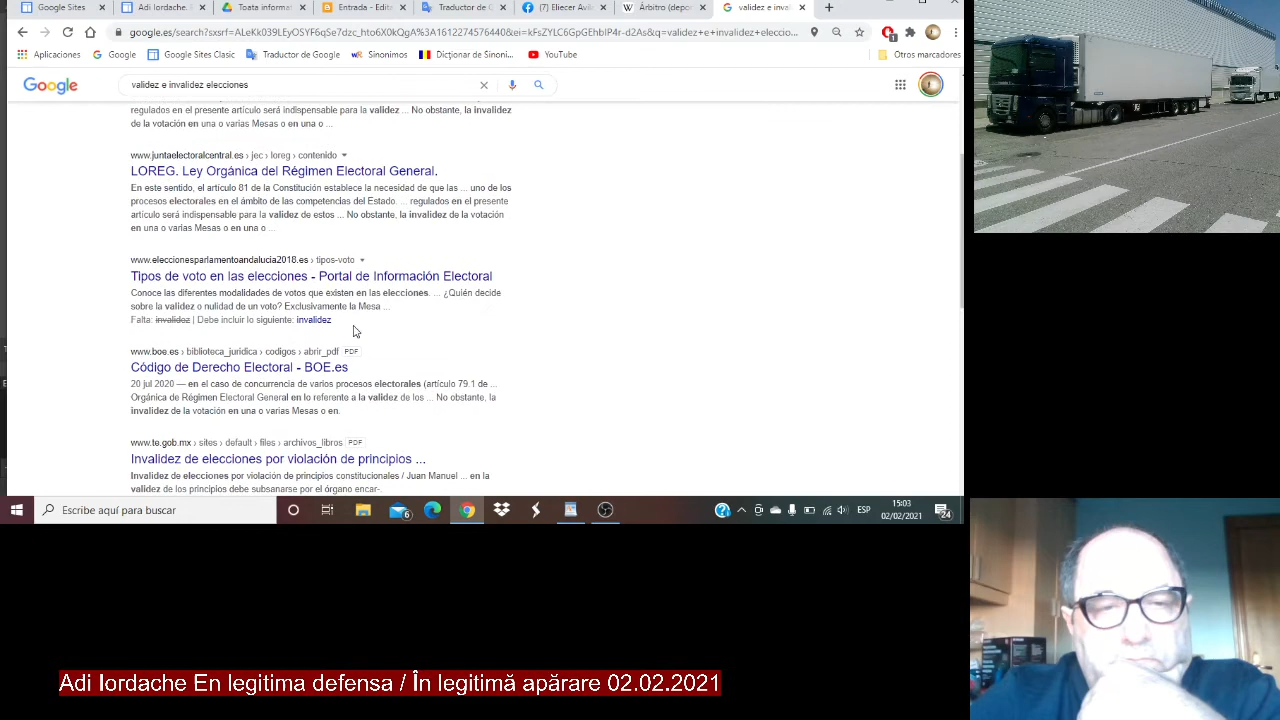 Google Sites
Adi Iordache.
Toata informat
Entrada - Edita
Traductor de G
(7) Eliecer Avila
Árbitro (depor
validez e inval
google.es/search?sxsrf=ALeKk039LEyOSYF6qSe7dzc_hto6X0kQgA%3A1612274576440&ei=kFsZYLC6GpGEhbIP4r-d2As&q=validez+e+invalidez+eleccio...
Aplicaciones
Google
Google Sites Clasic
Traductor de Google
Sinonimos
Dicționar de Sinoni...
YouTube
Otros marcadores
Google
validez e invalidez elecciones
regulados en el presente artículo será indispensable para la validez ... No obstante, la invalidez
de la votación en una o varias Mesas o en una o ...
www.juntaelectoralcentral.es › jec › loreg › contenido
LOREG. Ley Orgánica del Régimen Electoral General.
En este sentido, el artículo 81 de la Constitución establece la necesidad de que las ... uno de los
procesos electorales en el ámbito de las competencias del Estado. ... regulados en el presente
artículo será indispensable para la validez de estos ... No obstante, la invalidez de la votación
en una o varias Mesas o en una o ...
www.eleccionesparlamentoandalucia2018.es › tipos-voto
Tipos de voto en las elecciones - Portal de Información Electoral
Conoce las diferentes modalidades de votos que existen en las elecciones. ... ¿Quién decide
sobre la validez o nulidad de un voto? Exclusivamente la Mesa ...
Falta: invalidez | Debe incluir lo siguiente: invalidez
www.boe.es › biblioteca_juridica › codigos › abrir_pdf PDF
Código de Derecho Electoral - BOE.es
20 jul 2020 — en el caso de concurrencia de varios procesos electorales (artículo 79.1 de ...
Orgánica de Régimen Electoral General en lo referente a la validez de los ... No obstante, la
invalidez de la votación en una o varias Mesas o en.
www.te.gob.mx › sites › default › files › archivos_libros PDF
Invalidez de elecciones por violación de principios ...
Invalidez de elecciones por violación de principios constitucionales / Juan Manuel ... en la
validez de los principios debe subsanarse por el órgano encar-.
Escribe aquí para buscar
6
ESP
15:03
02/02/2021
24
Adi Iordache En legitima defensa / În legitimă apărare 02.02.2021